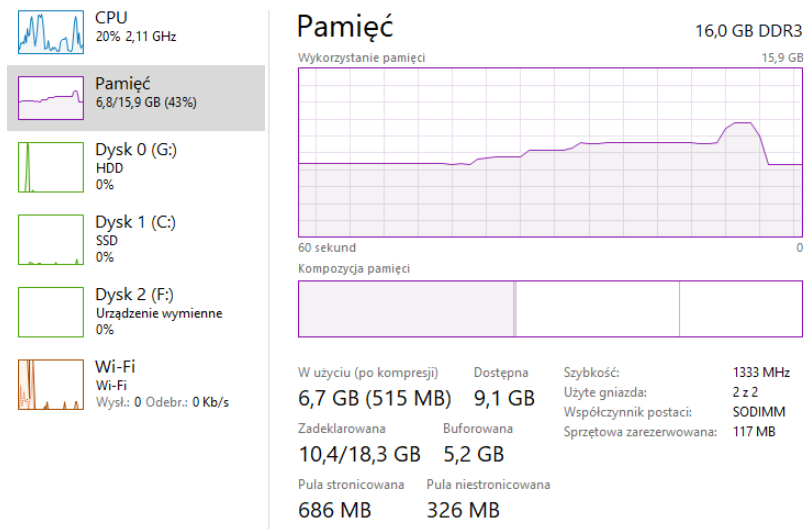 CPU
20% 2,11 GHz
Pamięć
6,8/15,9 GB (43%)
Dysk 0 (G:)
HDD
0%
Dysk 1 (C:)
SSD
0%
Dysk 2 (F:)
Urządzenie wymienne
0%
Wi-Fi
Wi-Fi
Wysł.: 0 Odebr.: 0 Kb/s
Pamięć 16,0 GB DDR3
Wykorzystanie pamięci 15,9 GB
60 sekund 0
Kompozycja pamięci
W użyciu (po kompresji) Dostępna
6,7 GB (515 MB) 9,1 GB
Zadeklarowana Buforowana
10,4/18,3 GB 5,2 GB
Pula stronicowana Pula niestronicowana
686 MB 326 MB
Szybkość: 1333 MHz
Użyte gniazda: 2 z 2
Współczynnik postaci: SODIMM
Sprzętowa zarezerwowana: 117 MB